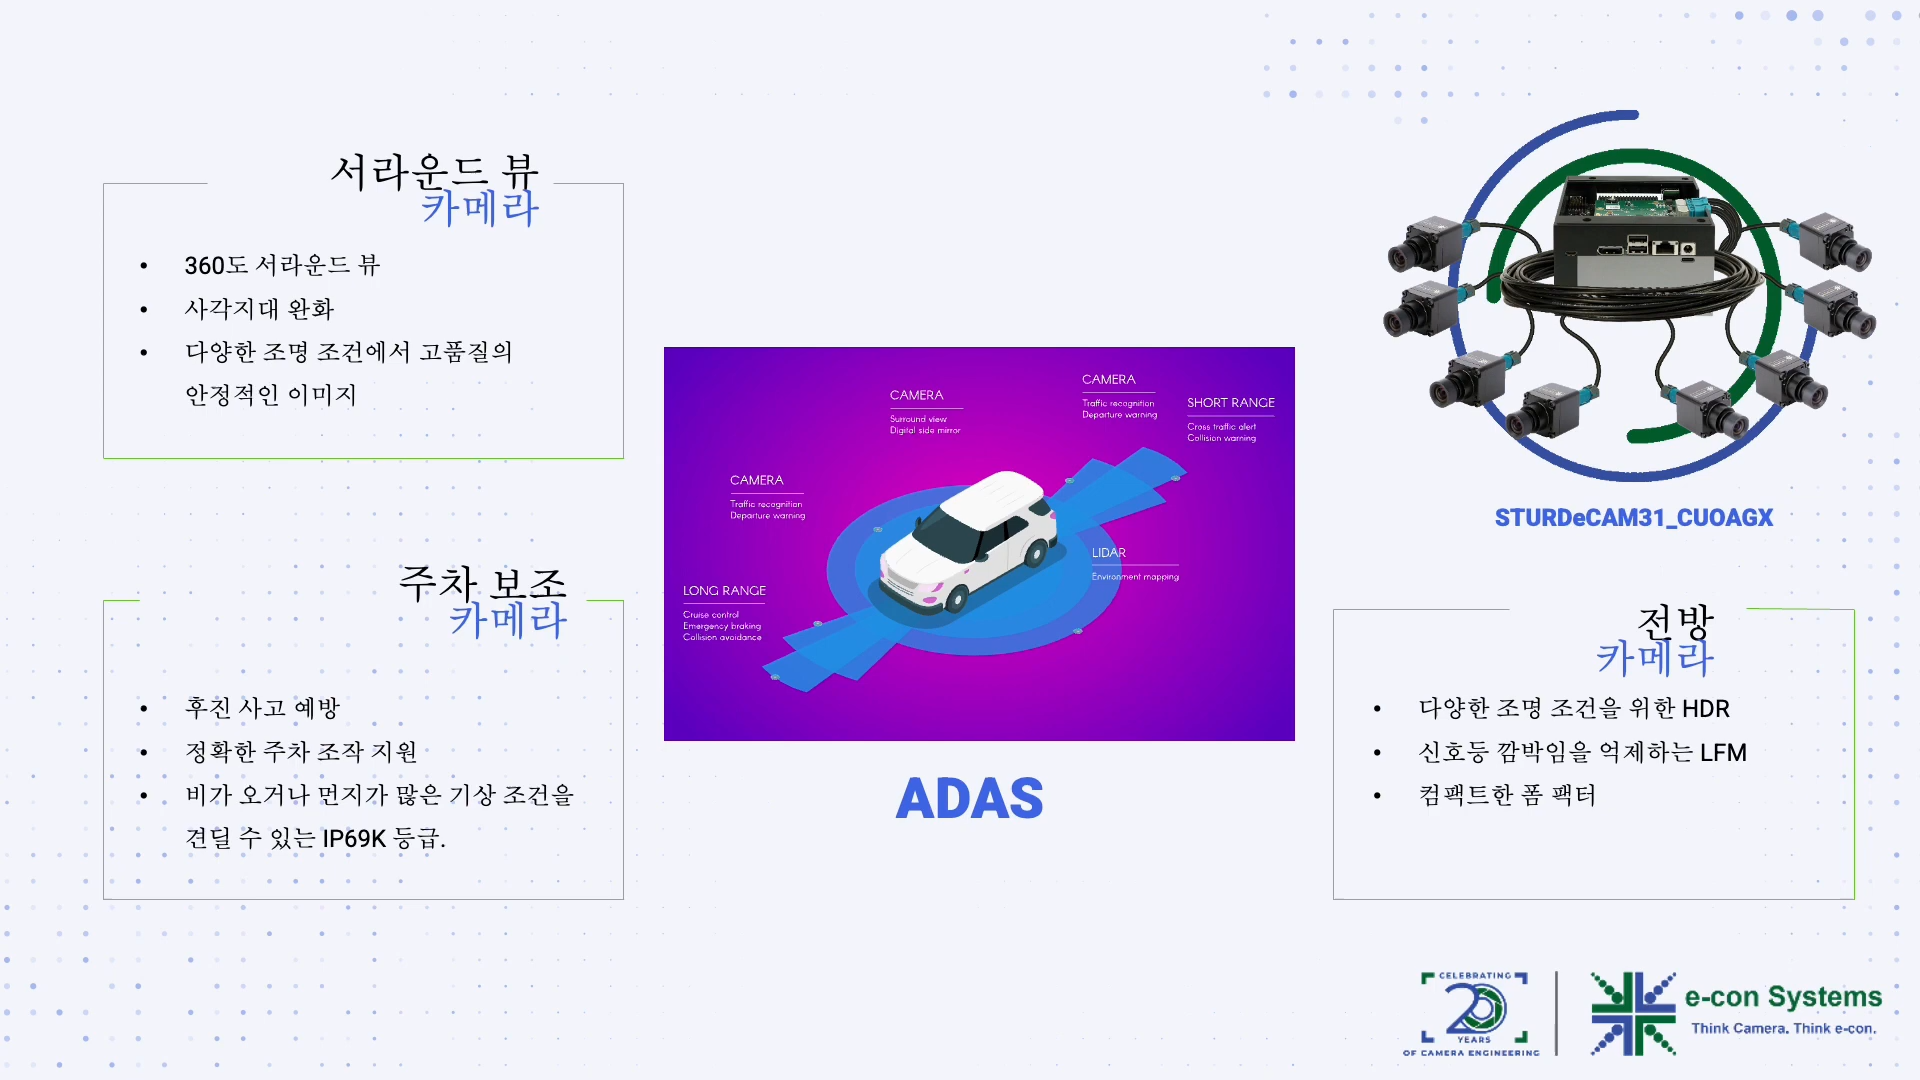 서라운드 뷰
카메라
• 360도 서라운드 뷰
• 사각지대 완화
• 다양한 조명 조건에서 고품질의
안정적인 이미지
주차 보조
카메라
• 후진 사고 예방
• 정확한 주차 조작 지원
• 비가 오거나 먼지가 많은 기상 조건을
견딜 수 있는 IP69K 등급.
CAMERA
Surround view
Digital side mirror
CAMERA
Traffic recognition
Departure warning
SHORT RANGE
Cross traffic alert
Collision warning
CAMERA
Traffic recognition
Departure warning
LIDAR
Environment mapping
LONG RANGE
Cruise control
Emergency braking
Collision avoidance
ADAS
STURDeCAM31_CUOAGX
전방
카메라
• 다양한 조명 조건을 위한 HDR
• 신호등 깜박임을 억제하는 LFM
• 컴팩트한 폼 팩터
CELEBRATING
20
YEARS
OF CAMERA ENGINEERING
e-con Systems
Think Camera. Think e-con.